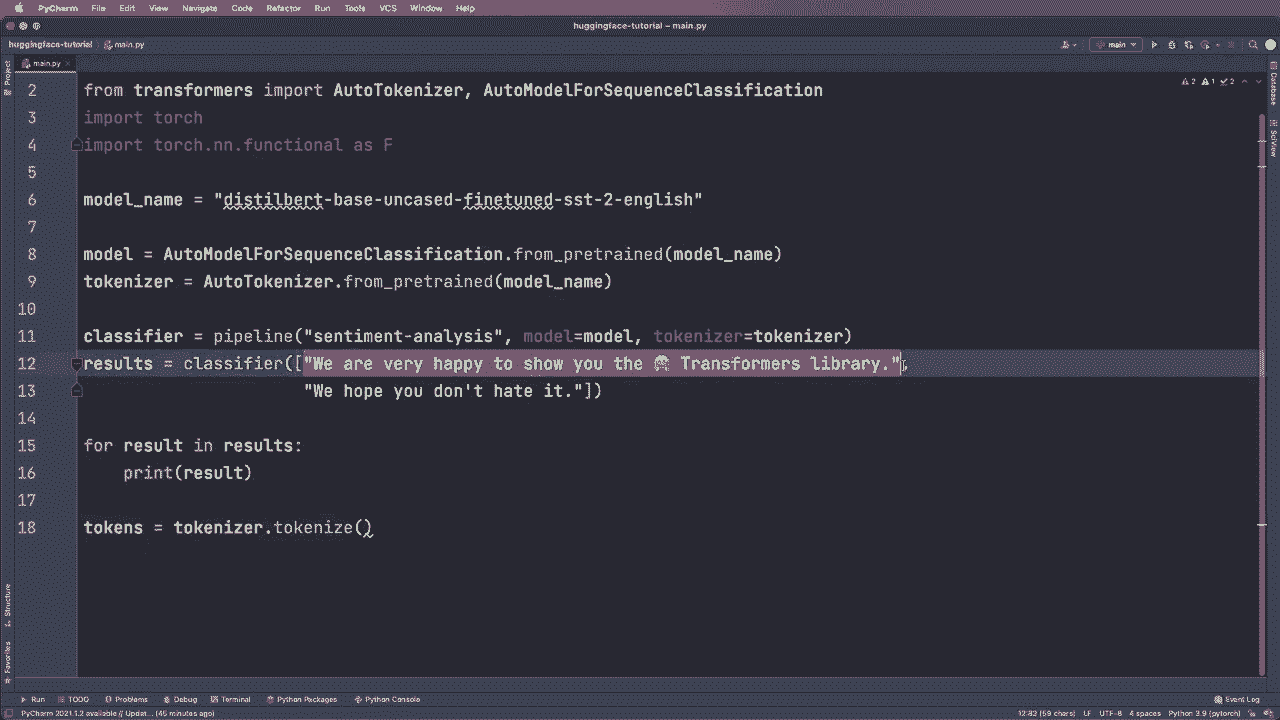 PyCharm File Edit View Navigate Code Refactor Run Tools VCS Window Help
huggingface-tutorial – main.py
huggingface-tutorial main.py main
Project
main.py
2 1 2
Database
SciView
2 from transformers import AutoTokenizer, AutoModelForSequenceClassification
3 import torch
4 import torch.nn.functional as F
5
6 model_name = "distilbert-base-uncased-finetuned-sst-2-english"
7
8 model = AutoModelForSequenceClassification.from_pretrained(model_name)
9 tokenizer = AutoTokenizer.from_pretrained(model_name)
10
11 classifier = pipeline("sentiment-analysis", model=model, tokenizer=tokenizer)
12 results = classifier(["We are very happy to show you the 🤗 Transformers library.",
13 "We hope you don't hate it."])
14
15 for result in results:
16 print(result)
17
18 tokens = tokenizer.tokenize()
Structure
Favorites
Run TODO Problems Debug Terminal Python Packages Python Console Event Log
PyCharm 2021.1.2 available // Updat... (45 minutes ago) 12:82 (59 chars) LF UTF-8 4 spaces Python 3.9 (pytorch)